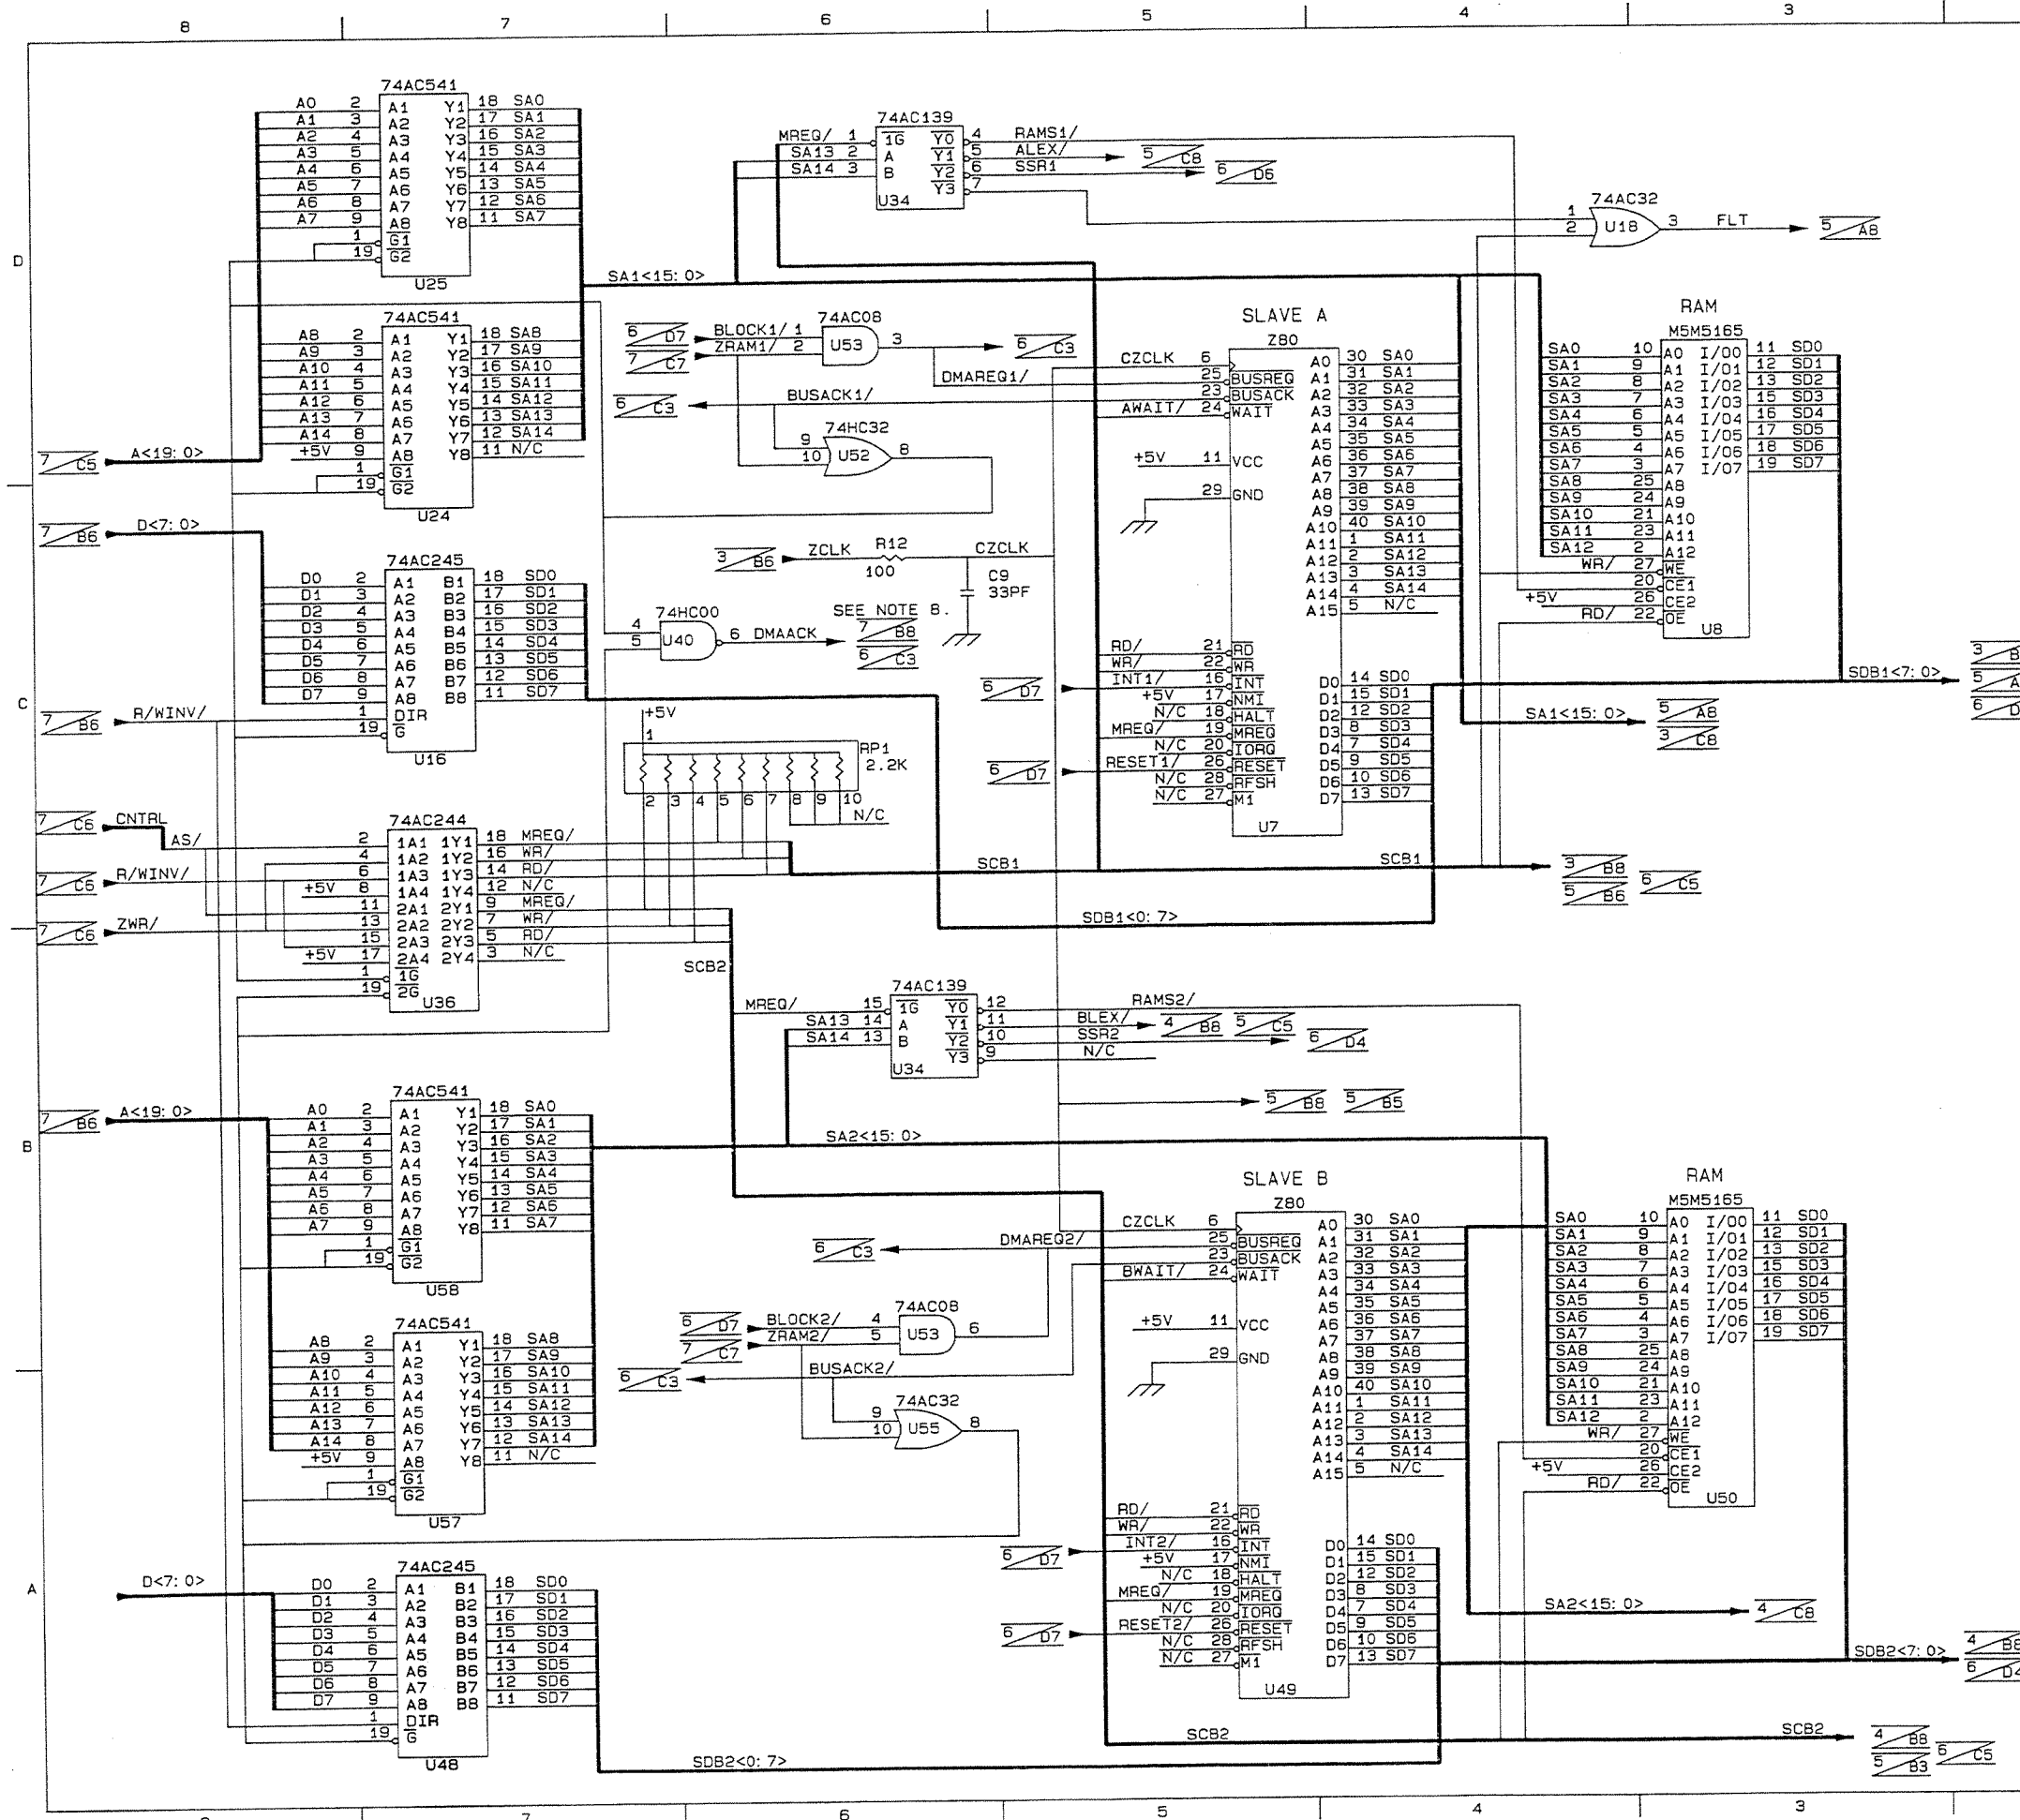 8 7 6 5 4 3
D
74AC541
A0 2 A1 Y1 18 SA0
A1 3 A2 Y2 17 SA1
A2 4 A3 Y3 16 SA2
A3 5 A4 Y4 15 SA3
A4 6 A5 Y5 14 SA4
A5 7 A6 Y6 13 SA5
A6 8 A7 Y7 12 SA6
A7 9 A8 Y8 11 SA7
1 G1
19 G2
U25
74AC139
MREQ/ 1 1G Y0 4 RAMS1/
SA13 2 A Y1 5 ALEX/ 5 C8
SA14 3 B Y2 6 SSR1 6 D6
Y3 7
U34
74AC32
1
2 U18 3 FLT 5 A8
SA1<15:0>
74AC541
A8 2 A1 Y1 18 SA8
A9 3 A2 Y2 17 SA9
A10 4 A3 Y3 16 SA10
A11 5 A4 Y4 15 SA11
A12 6 A5 Y5 14 SA12
A13 7 A6 Y6 13 SA13
A14 8 A7 Y7 12 SA14
+5V 9 A8 Y8 11 N/C
1 G1
19 G2
U24
7 C5 A<19:0>
74AC08
6 D7 BLOCK1/ 1
7 C7 ZRAM1/ 2 U53 3 6 C3
DMAREQ1/
6 C3 BUSACK1/
74HC32
9
10 U52 8
SLAVE A
Z80
CZCLK 6 A0 30 SA0
25 BUSREQ A1 31 SA1
23 BUSACK A2 32 SA2
AWAIT/ 24 WAIT A3 33 SA3
A4 34 SA4
A5 35 SA5
+5V 11 VCC A6 36 SA6
A7 37 SA7
29 GND A8 38 SA8
A9 39 SA9
A10 40 SA10
A11 1 SA11
A12 2 SA12
A13 3 SA13
A14 4 SA14
A15 5 N/C
RD/ 21 RD
WR/ 22 WR
6 D7 INT1/ 16 INT D0 14 SD0
+5V 17 NMI D1 15 SD1
N/C 18 HALT D2 12 SD2
MREQ/ 19 MREQ D3 8 SD3
N/C 20 IORQ D4 7 SD4
6 D7 RESET1/ 26 RESET D5 9 SD5
N/C 28 RFSH D6 10 SD6
N/C 27 M1 D7 13 SD7
U7
RAM
M5M5165
SA0 10 A0 I/O0 11 SD0
SA1 9 A1 I/O1 12 SD1
SA2 8 A2 I/O2 13 SD2
SA3 7 A3 I/O3 15 SD3
SA4 6 A4 I/O4 16 SD4
SA5 5 A5 I/O5 17 SD5
SA6 4 A6 I/O6 18 SD6
SA7 3 A7 I/O7 19 SD7
SA8 25 A8
SA9 24 A9
SA10 21 A10
SA11 23 A11
SA12 2 A12
WR/ 27 WE
20 CE1
+5V 26 CE2
RD/ 22 OE
U8
SDB1<7:0> 3 B
5 A
6 D
SA1<15:0> 5 A8
3 C8
C
7 B6 D<7:0>
74AC245
D0 2 A1 B1 18 SD0
D1 3 A2 B2 17 SD1
D2 4 A3 B3 16 SD2
D3 5 A4 B4 15 SD3
D4 6 A5 B5 14 SD4
D5 7 A6 B6 13 SD5
D6 8 A7 B7 12 SD6
D7 9 A8 B8 11 SD7
7 B6 R/WINV/ 1 DIR
19 G
U16
3 B6 ZCLK R12 CZCLK
100 C9
33PF
74HC00
4
5 U40 6 DMAACK
SEE NOTE 8.
7 B8
6 C3
+5V
1
RP1
2.2K
2 3 4 5 6 7 8 9 10
N/C
7 C6 CNTRL
7 C6 R/WINV/
7 C6 ZWR/
74AC244
AS/ 2 1A1 1Y1 18 MREQ/
4 1A2 1Y2 16 WR/
6 1A3 1Y3 14 RD/
+5V 8 1A4 1Y4 12 N/C
11 2A1 2Y1 9 MREQ/
13 2A2 2Y2 7 WR/
15 2A3 2Y3 5 RD/
+5V 17 2A4 2Y4 3 N/C
1 1G
19 2G
U36
SCB1 SCB1 3 B8
5 B6 6 C5
SDB1<0:7>
SCB2
B
74AC139
MREQ/ 15 1G Y0 12 RAMS2/
SA13 14 A Y1 11 BLEX/ 4 B8 5 C5
SA14 13 B Y2 10 SSR2 6 D4
Y3 9 N/C
U34
5 B8 5 B5
7 B6 A<19:0>
74AC541
A0 2 A1 Y1 18 SA0
A1 3 A2 Y2 17 SA1
A2 4 A3 Y3 16 SA2
A3 5 A4 Y4 15 SA3
A4 6 A5 Y5 14 SA4
A5 7 A6 Y6 13 SA5
A6 8 A7 Y7 12 SA6
A7 9 A8 Y8 11 SA7
1 G1
19 G2
U58
SA2<15:0>
74AC541
A8 2 A1 Y1 18 SA8
A9 3 A2 Y2 17 SA9
A10 4 A3 Y3 16 SA10
A11 5 A4 Y4 15 SA11
A12 6 A5 Y5 14 SA12
A13 7 A6 Y6 13 SA13
A14 8 A7 Y7 12 SA14
+5V 9 A8 Y8 11 N/C
1 G1
19 G2
U57
6 C3 DMAREQ2/
74AC08
6 D7 BLOCK2/ 4
7 C7 ZRAM2/ 5 U53 6
6 C3 BUSACK2/
74AC32
9
10 U55 8
SLAVE B
Z80
CZCLK 6 A0 30 SA0
25 BUSREQ A1 31 SA1
23 BUSACK A2 32 SA2
BWAIT/ 24 WAIT A3 33 SA3
A4 34 SA4
A5 35 SA5
+5V 11 VCC A6 36 SA6
A7 37 SA7
29 GND A8 38 SA8
A9 39 SA9
A10 40 SA10
A11 1 SA11
A12 2 SA12
A13 3 SA13
A14 4 SA14
A15 5 N/C
RD/ 21 RD
WR/ 22 WR
6 D7 INT2/ 16 INT D0 14 SD0
+5V 17 NMI D1 15 SD1
N/C 18 HALT D2 12 SD2
MREQ/ 19 MREQ D3 8 SD3
N/C 20 IORQ D4 7 SD4
6 D7 RESET2/ 26 RESET D5 9 SD5
N/C 28 RFSH D6 10 SD6
N/C 27 M1 D7 13 SD7
U49
RAM
M5M5165
SA0 10 A0 I/O0 11 SD0
SA1 9 A1 I/O1 12 SD1
SA2 8 A2 I/O2 13 SD2
SA3 7 A3 I/O3 15 SD3
SA4 6 A4 I/O4 16 SD4
SA5 5 A5 I/O5 17 SD5
SA6 4 A6 I/O6 18 SD6
SA7 3 A7 I/O7 19 SD7
SA8 25 A8
SA9 24 A9
SA10 21 A10
SA11 23 A11
SA12 2 A12
WR/ 27 WE
20 CE1
+5V 26 CE2
RD/ 22 OE
U50
SA2<15:0> 4 C8
SDB2<7:0> 4 B8
6 D4
A
D<7:0>
74AC245
D0 2 A1 B1 18 SD0
D1 3 A2 B2 17 SD1
D2 4 A3 B3 16 SD2
D3 5 A4 B4 15 SD3
D4 6 A5 B5 14 SD4
D5 7 A6 B6 13 SD5
D6 8 A7 B7 12 SD6
D7 9 A8 B8 11 SD7
1 DIR
19 G
U48
SDB2<0:7>
SCB2 SCB2 4 B8
5 B3 6 C5
7 6 5 4 3